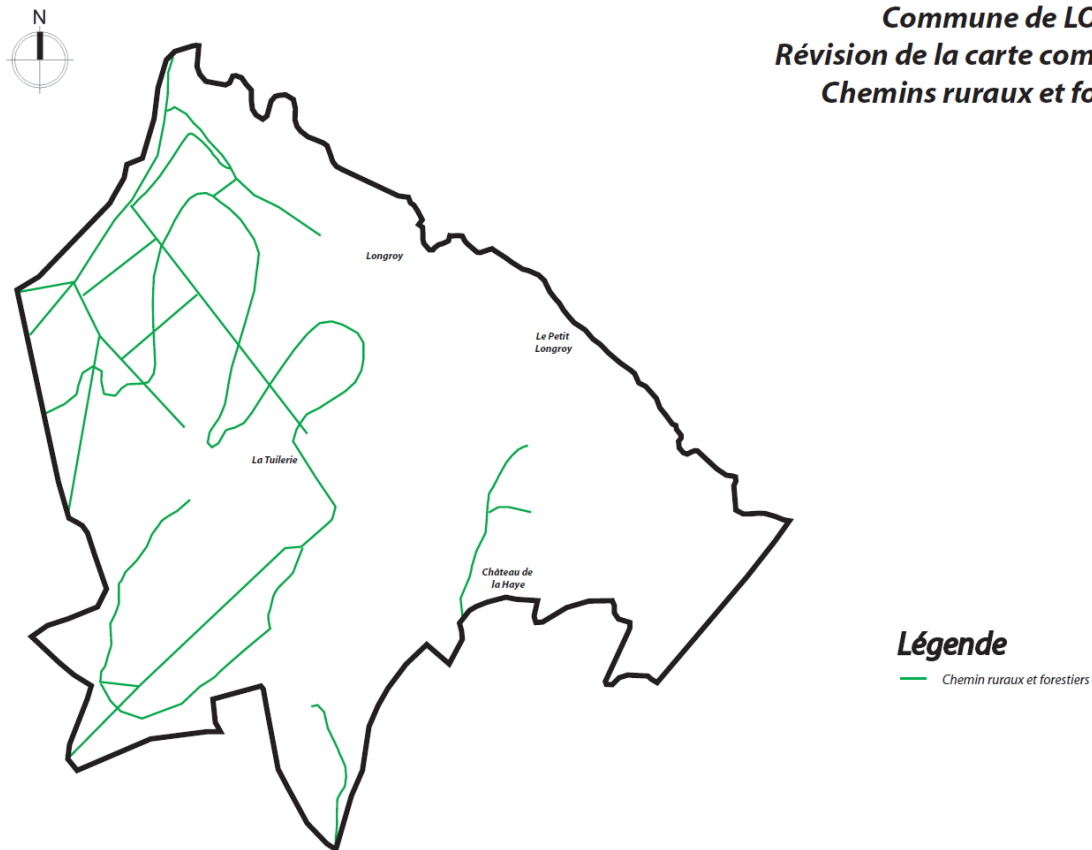 N
Commune de LO
Révision de la carte com
Chemins ruraux et fo
Longroy
Le Petit
Longroy
La Tuilerie
Château de
la Haye
Légende
Chemin ruraux et forestiers